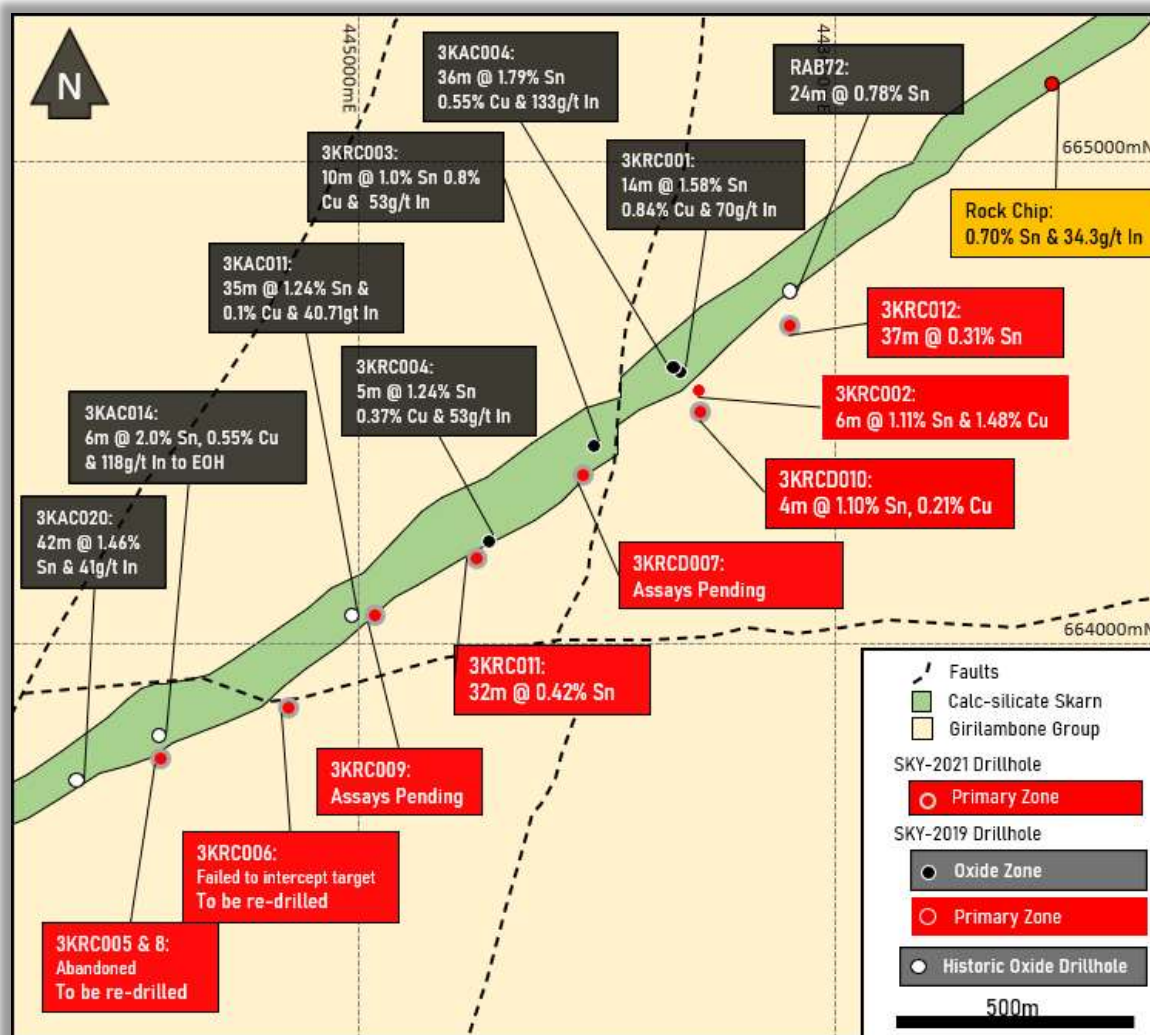 N
445000mE
3KAC004:
36m @ 1.79% Sn
0.55% Cu & 133g/t In
RAB72:
24m @ 0.78% Sn
665000mN
3KRC003:
10m @ 1.0% Sn 0.8%
Cu & 53g/t In
3KRC001:
14m @ 1.58% Sn
0.84% Cu & 70g/t In
Rock Chip:
0.70% Sn & 34.3g/t In
3KAC011:
35m @ 1.24% Sn &
0.1% Cu & 40.71gt In
3KRC012:
37m @ 0.31% Sn
3KRC004:
5m @ 1.24% Sn
0.37% Cu & 53g/t In
3KRC002:
6m @ 1.11% Sn & 1.48% Cu
3KAC014:
6m @ 2.0% Sn, 0.55% Cu
& 118g/t In to EOH
3KRCD010:
4m @ 1.10% Sn, 0.21% Cu
3KAC020:
42m @ 1.46%
Sn & 41g/t In
3KRCD007:
Assays Pending
664000mN
3KRC011:
32m @ 0.42% Sn
3KRC009:
Assays Pending
3KRC006:
Failed to intercept target
To be re-drilled
3KRC005 & 8:
Abandoned
To be re-drilled
Faults
Calc-silicate Skarn
Girilambone Group
SKY-2021 Drillhole
Primary Zone
SKY-2019 Drillhole
Oxide Zone
Primary Zone
Historic Oxide Drillhole
500m